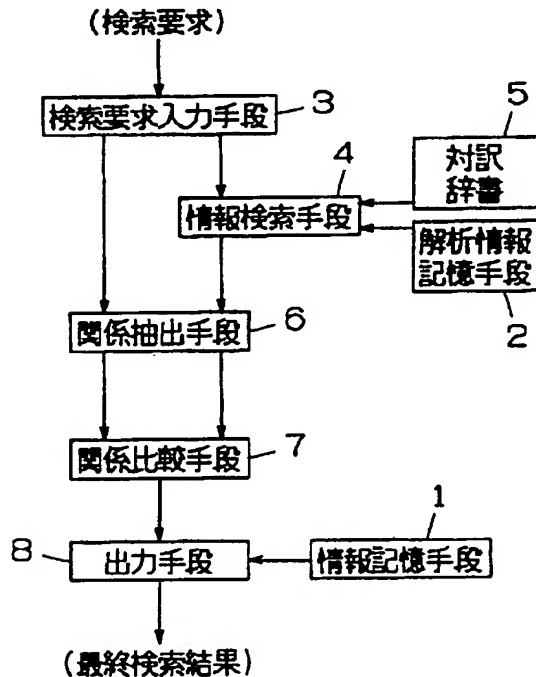 (検索要求)
検索要求入力手段
3
5
対訳
辞書
4
情報検索手段
解析情報
記憶手段
2
関係抽出手段
6
関係比較手段
7
1
8
出力手段
情報記憶手段
(最終検索結果)